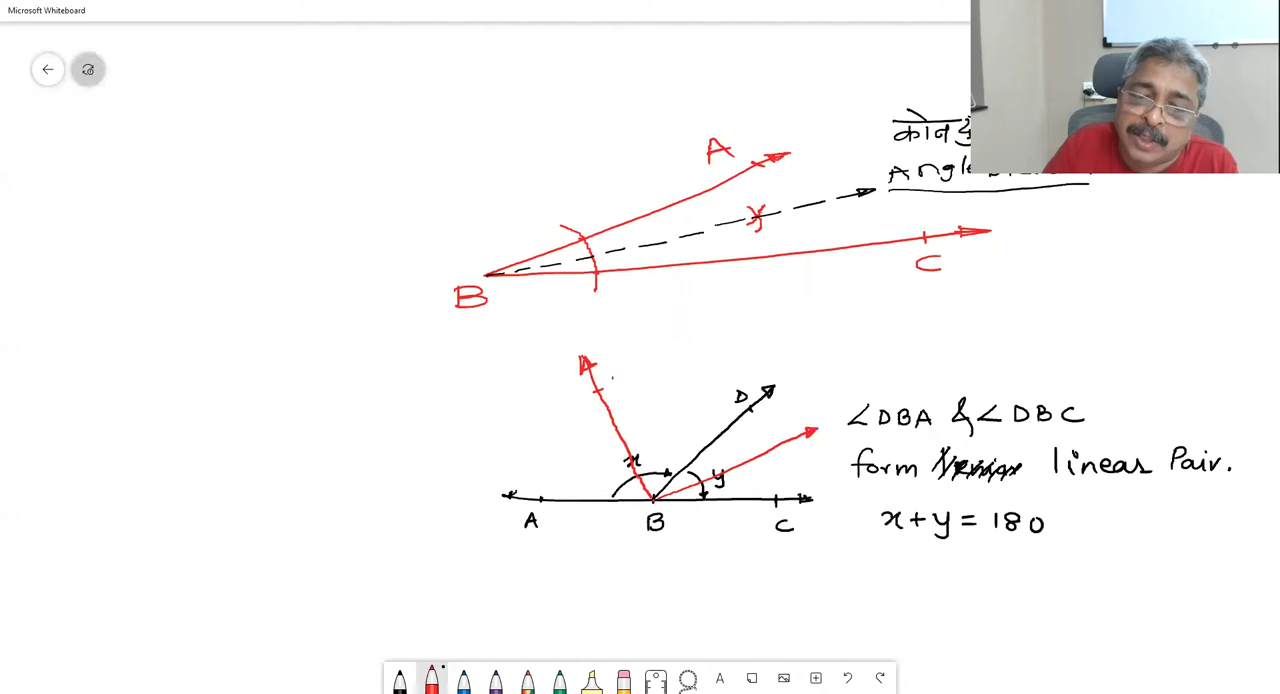 Microsoft Whiteboard
कोन
A
B
C
D
x
y
A
B
C
∠DBA & ∠DBC
form linear Pair.
x + y = 180
A